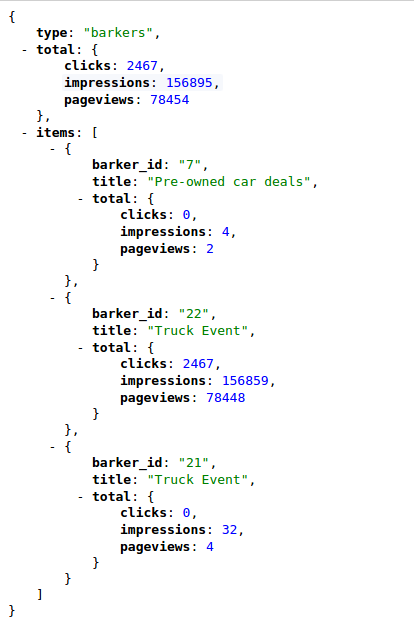 {
type: "barkers",
- total: {
clicks: 2467,
impressions: 156895,
pageviews: 78454
},
- items: [
- {
barker_id: "7",
title: "Pre-owned car deals",
- total: {
clicks: 0,
impressions: 4,
pageviews: 2
}
},
- {
barker_id: "22",
title: "Truck Event",
- total: {
clicks: 2467,
impressions: 156859,
pageviews: 78448
}
},
- {
barker_id: "21",
title: "Truck Event",
- total: {
clicks: 0,
impressions: 32,
pageviews: 4
}
}
]
}